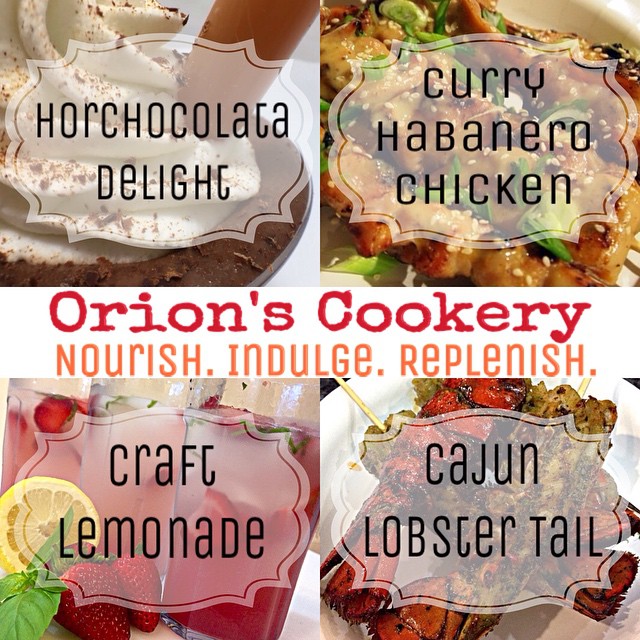 Horchocolata
Delight
Curry
Habanero
Chicken
Orion's Cookery
Nourish. Indulge. Replenish.
Craft
Lemonade
Cajun
Lobster Tail